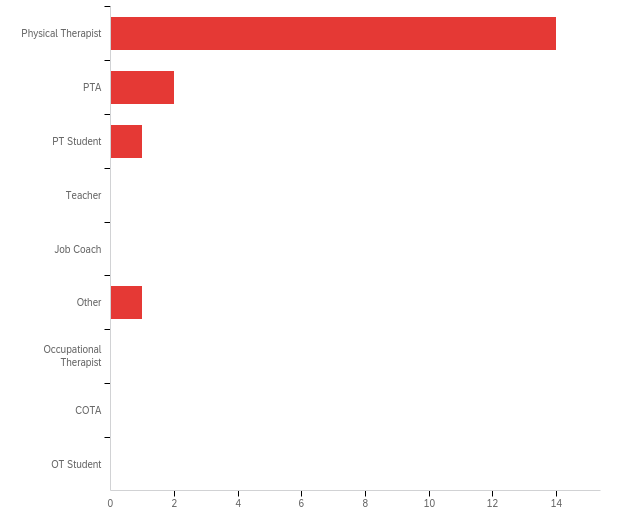 Physical Therapist
PTA
PT Student
Teacher
Job Coach
Other
Occupational
Therapist
COTA
OT Student
0 2 4 6 8 10 12 14